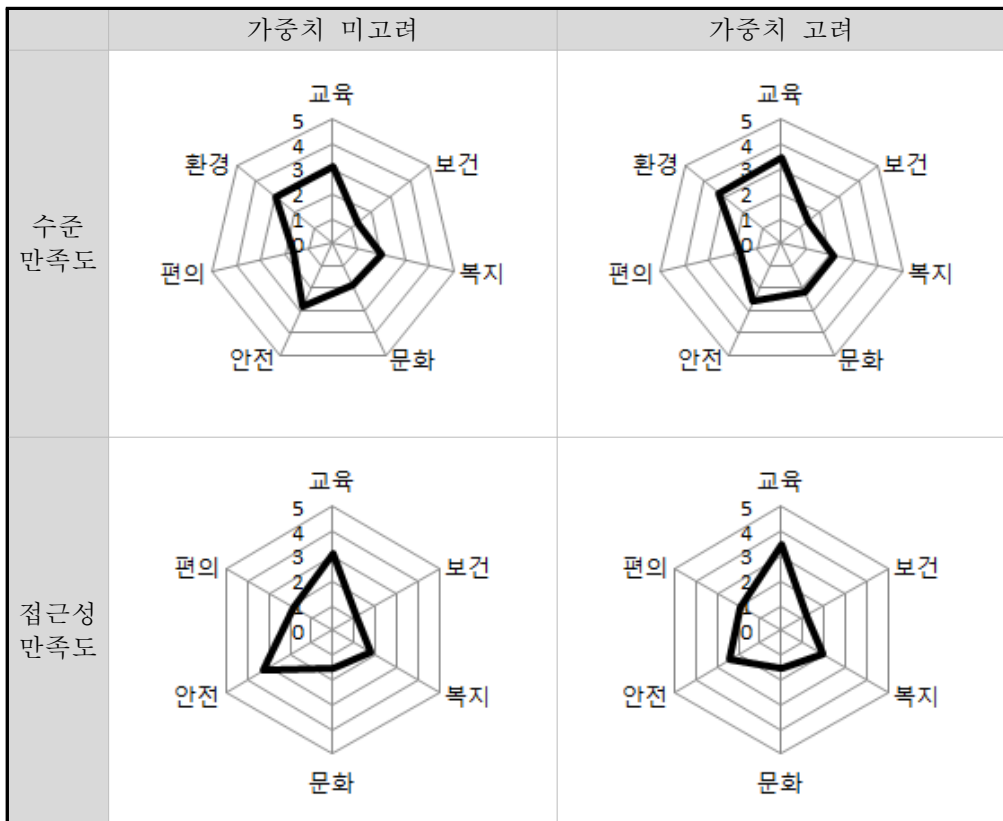 가중치 미고려
가중치 고려
수준
만족도
교육
보건
복지
문화
안전
편의
환경
5
4
3
2
1
0
교육
보건
복지
문화
안전
편의
환경
5
4
3
2
1
0
접근성
만족도
교육
보건
복지
문화
안전
편의
5
4
3
2
1
0
교육
보건
복지
문화
안전
편의
5
4
3
2
1
0